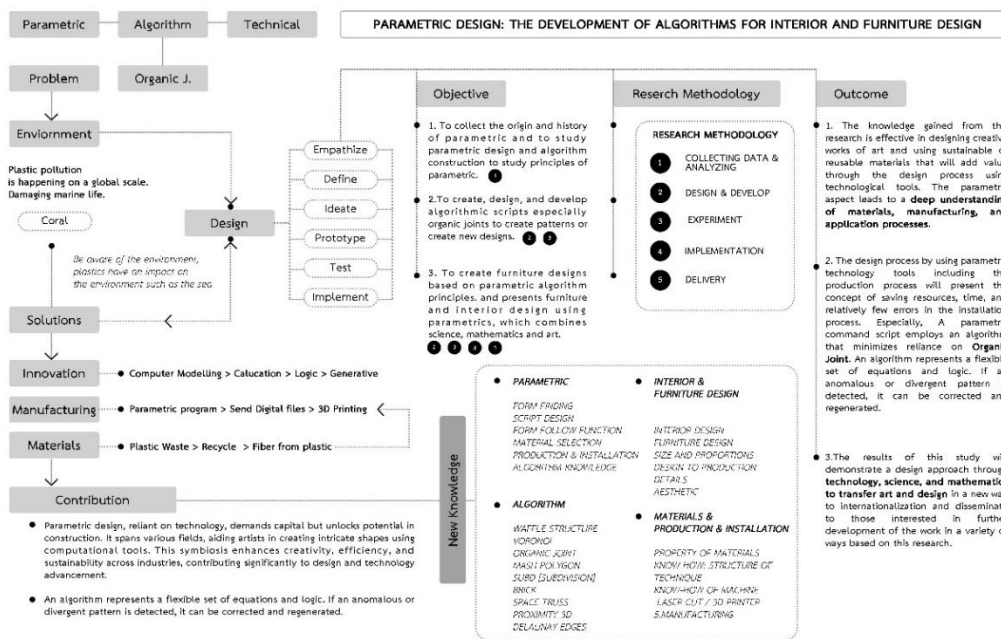 Parametric
Algorithm
Technical
PARAMETRIC DESIGN: THE DEVELOPMENT OF ALGORITHMS FOR INTERIOR AND FURNITURE DESIGN
Problem
Organic J.
Enviornment
Plastic pollution
is happening on a global scale.
Damaging marine life.
Coral
Be aware of the environment,
plastics have an impact on
the environment such as the sea.
Design
Empathize
Define
Ideate
Prototype
Test
Implement
Solutions
Innovation
Computer Modelling > Calucation > Logic > Generative
Manufacturing
Parametric program > Send Digital files > 3D Printing
Materials
Plastic Waste > Recycle > Fiber from plastic
Contribution
Parametric design, reliant on technology, demands capital but unlocks potential in
construction. It spans various fields, aiding artists in creating intricate shapes using
computational tools. This symbiosis enhances creativity, efficiency, and
sustainability across industries, contributing significantly to design and technology
advancement.
An algorithm represents a flexible set of equations and logic. If an anomalous or
divergent pattern is detected, it can be corrected and regenerated.
Objective
1. To collect the origin and history
of parametric and to study
parametric design and algorithm
construction to study principles of
parametric. 1
2.To create, design, and develop
algorithmic scripts especially
organic joints to create patterns or
create new designs. 2 3
3. To create furniture designs
based on parametric algorithm
principles. and presents furniture
and interior design using
parametrics, which combines
science, mathematics and art.
2 3 4 5
Reserch Methodology
RESEARCH METHODOLOGY
1 COLLECTING DATA &
ANALYZING
2 DESIGN & DEVELOP
3 EXPERIMENT
4 IMPLEMENTATION
5 DELIVERY
Outcome
1. The knowledge gained from th
research is effective in designing creativ
works of art and using sustainable o
reusable materials that will add valu
through the design process usin
technological tools. The parametri
aspect leads to a deep understandin
of materials, manufacturing, an
application processes.
2. The design process by using parametr
technology tools including th
production process will present th
concept of saving resources, time, an
relatively few errors in the installatio
process. Especially, A parametr
command script employs an algorith
that minimizes reliance on Organi
Joint. An algorithm represents a flexibl
set of equations and logic. If a
anomalous or divergent pattern
detected, it can be corrected an
regenerated.
3.The results of this study wi
demonstrate a design approach throug
technology, science, and mathematic
to transfer art and design in a new wa
to internationalization and disseminat
to those interested in furthe
development of the work in a variety o
ways based on this research.
New Knowledge
PARAMETRIC
FORM FINDING
SCRIPT DESIGN
FORM FOLLOW FUNCTION
MATERIAL SELECTION
PRODUCTION & INSTALLATION
ALGORITHM KNOWLEDGE
INTERIOR &
FURNITURE DESIGN
INTERIOR DESIGN
FURNITURE DESIGN
SIZE AND PROPORTIONS
DESIGN TO PRODUCTION
DETAILS
AESTHETIC
ALGORITHM
WAFFLE STRUCTURE
VORONOI
ORGANIC JOINT
MASH POLYGON
SUBD [SUBDIVISION]
BRICK
SPACE TRUSS
PROXIMITY 3D
DELAUNAY EDGES
MATERIALS &
PRODUCTION & INSTALLATION
PROPERTY OF MATERIALS
KNOW HOW: STRUCTURE OF
TECHNIQUE
KNOW-HOW OF MACHINE
LASER CUT / 3D PRINTER
5.MANUFACTURING